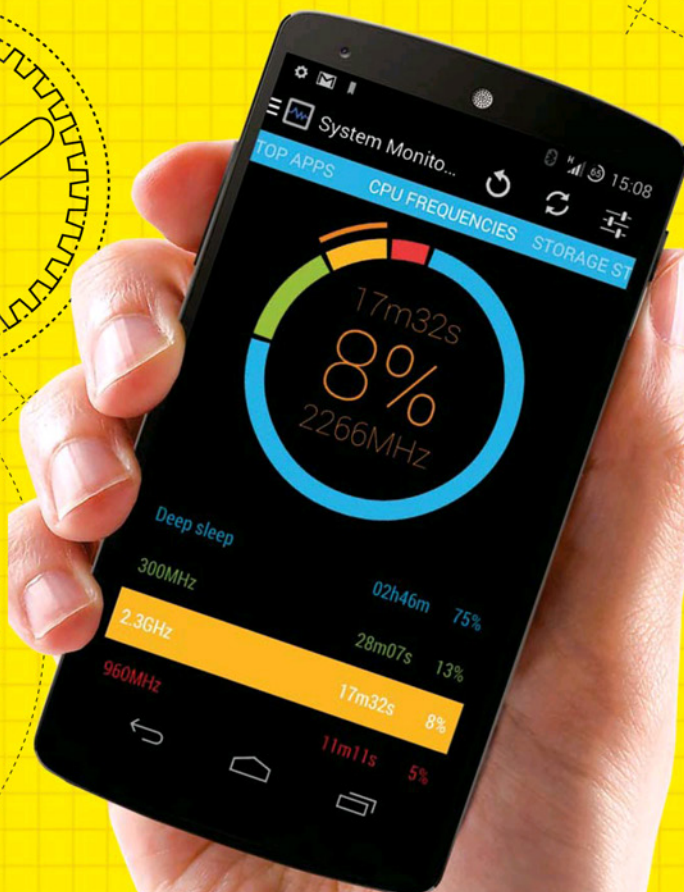 65 15:08
System Monito...
TOP APPS CPU FREQUENCIES STORAGE ST
17m32s
8%
2266MHz
Deep sleep 02h46m 75%
300MHz 28m07s 13%
2.3GHz 17m32s 8%
960MHz 11m11s 5%